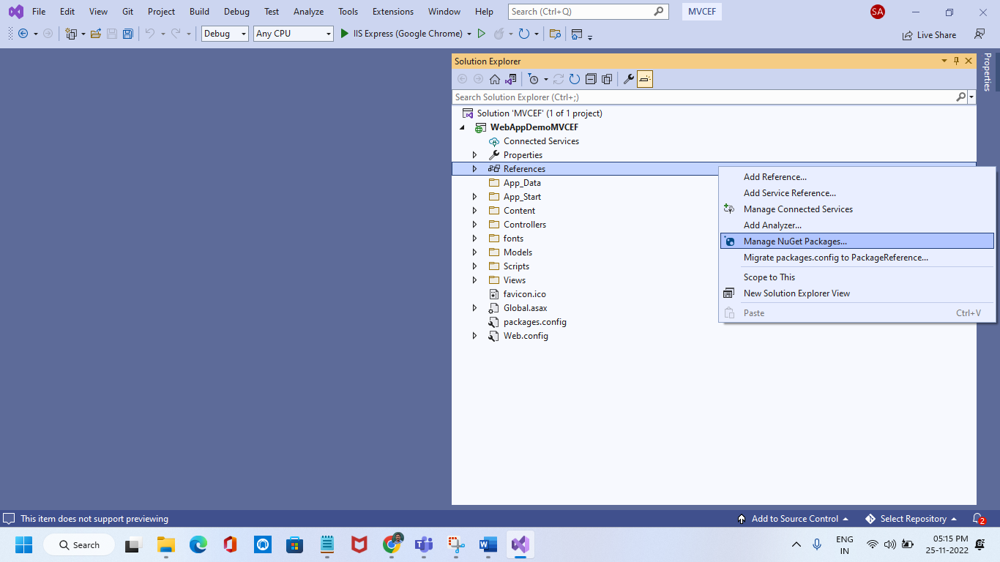 File Edit View Git Project Build Debug Test Analyze Tools Extensions Window Help Search (Ctrl+Q) MVCEF SA
Debug Any CPU IIS Express (Google Chrome) Live Share
Solution Explorer
Properties
Search Solution Explorer (Ctrl+;)
Solution 'MVCEF' (1 of 1 project)
WebAppDemoMVCEF
Connected Services
Properties
References
App_Data
App_Start
Content
Controllers
fonts
Models
Scripts
Views
favicon.ico
Global.asax
packages.config
Web.config
Add Reference...
Add Service Reference...
Manage Connected Services
Add Analyzer...
Manage NuGet Packages...
Migrate packages.config to PackageReference...
Scope to This
New Solution Explorer View
Paste Ctrl+V
This item does not support previewing Add to Source Control Select Repository 2
Search
ENG
IN
05:15 PM
25-11-2022